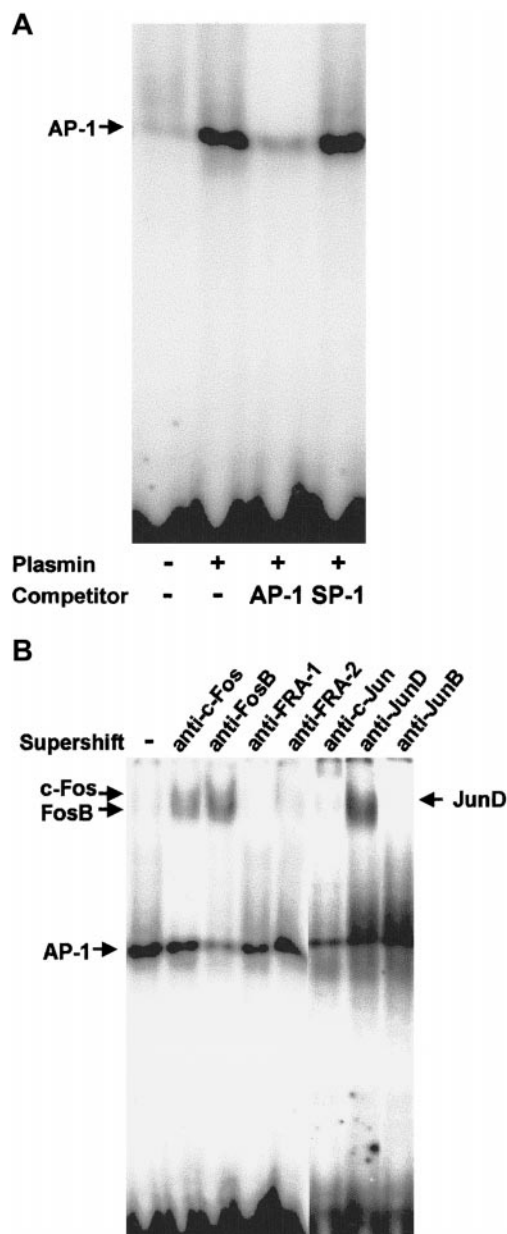 A
AP-1
Plasmin - + + +
Competitor - - AP-1 SP-1
B
Supershift - anti-c-Fos anti-FosB anti-FRA-1 anti-FRA-2 anti-c-Jun anti-JunD anti-JunB
c-Fos
FosB
JunD
AP-1